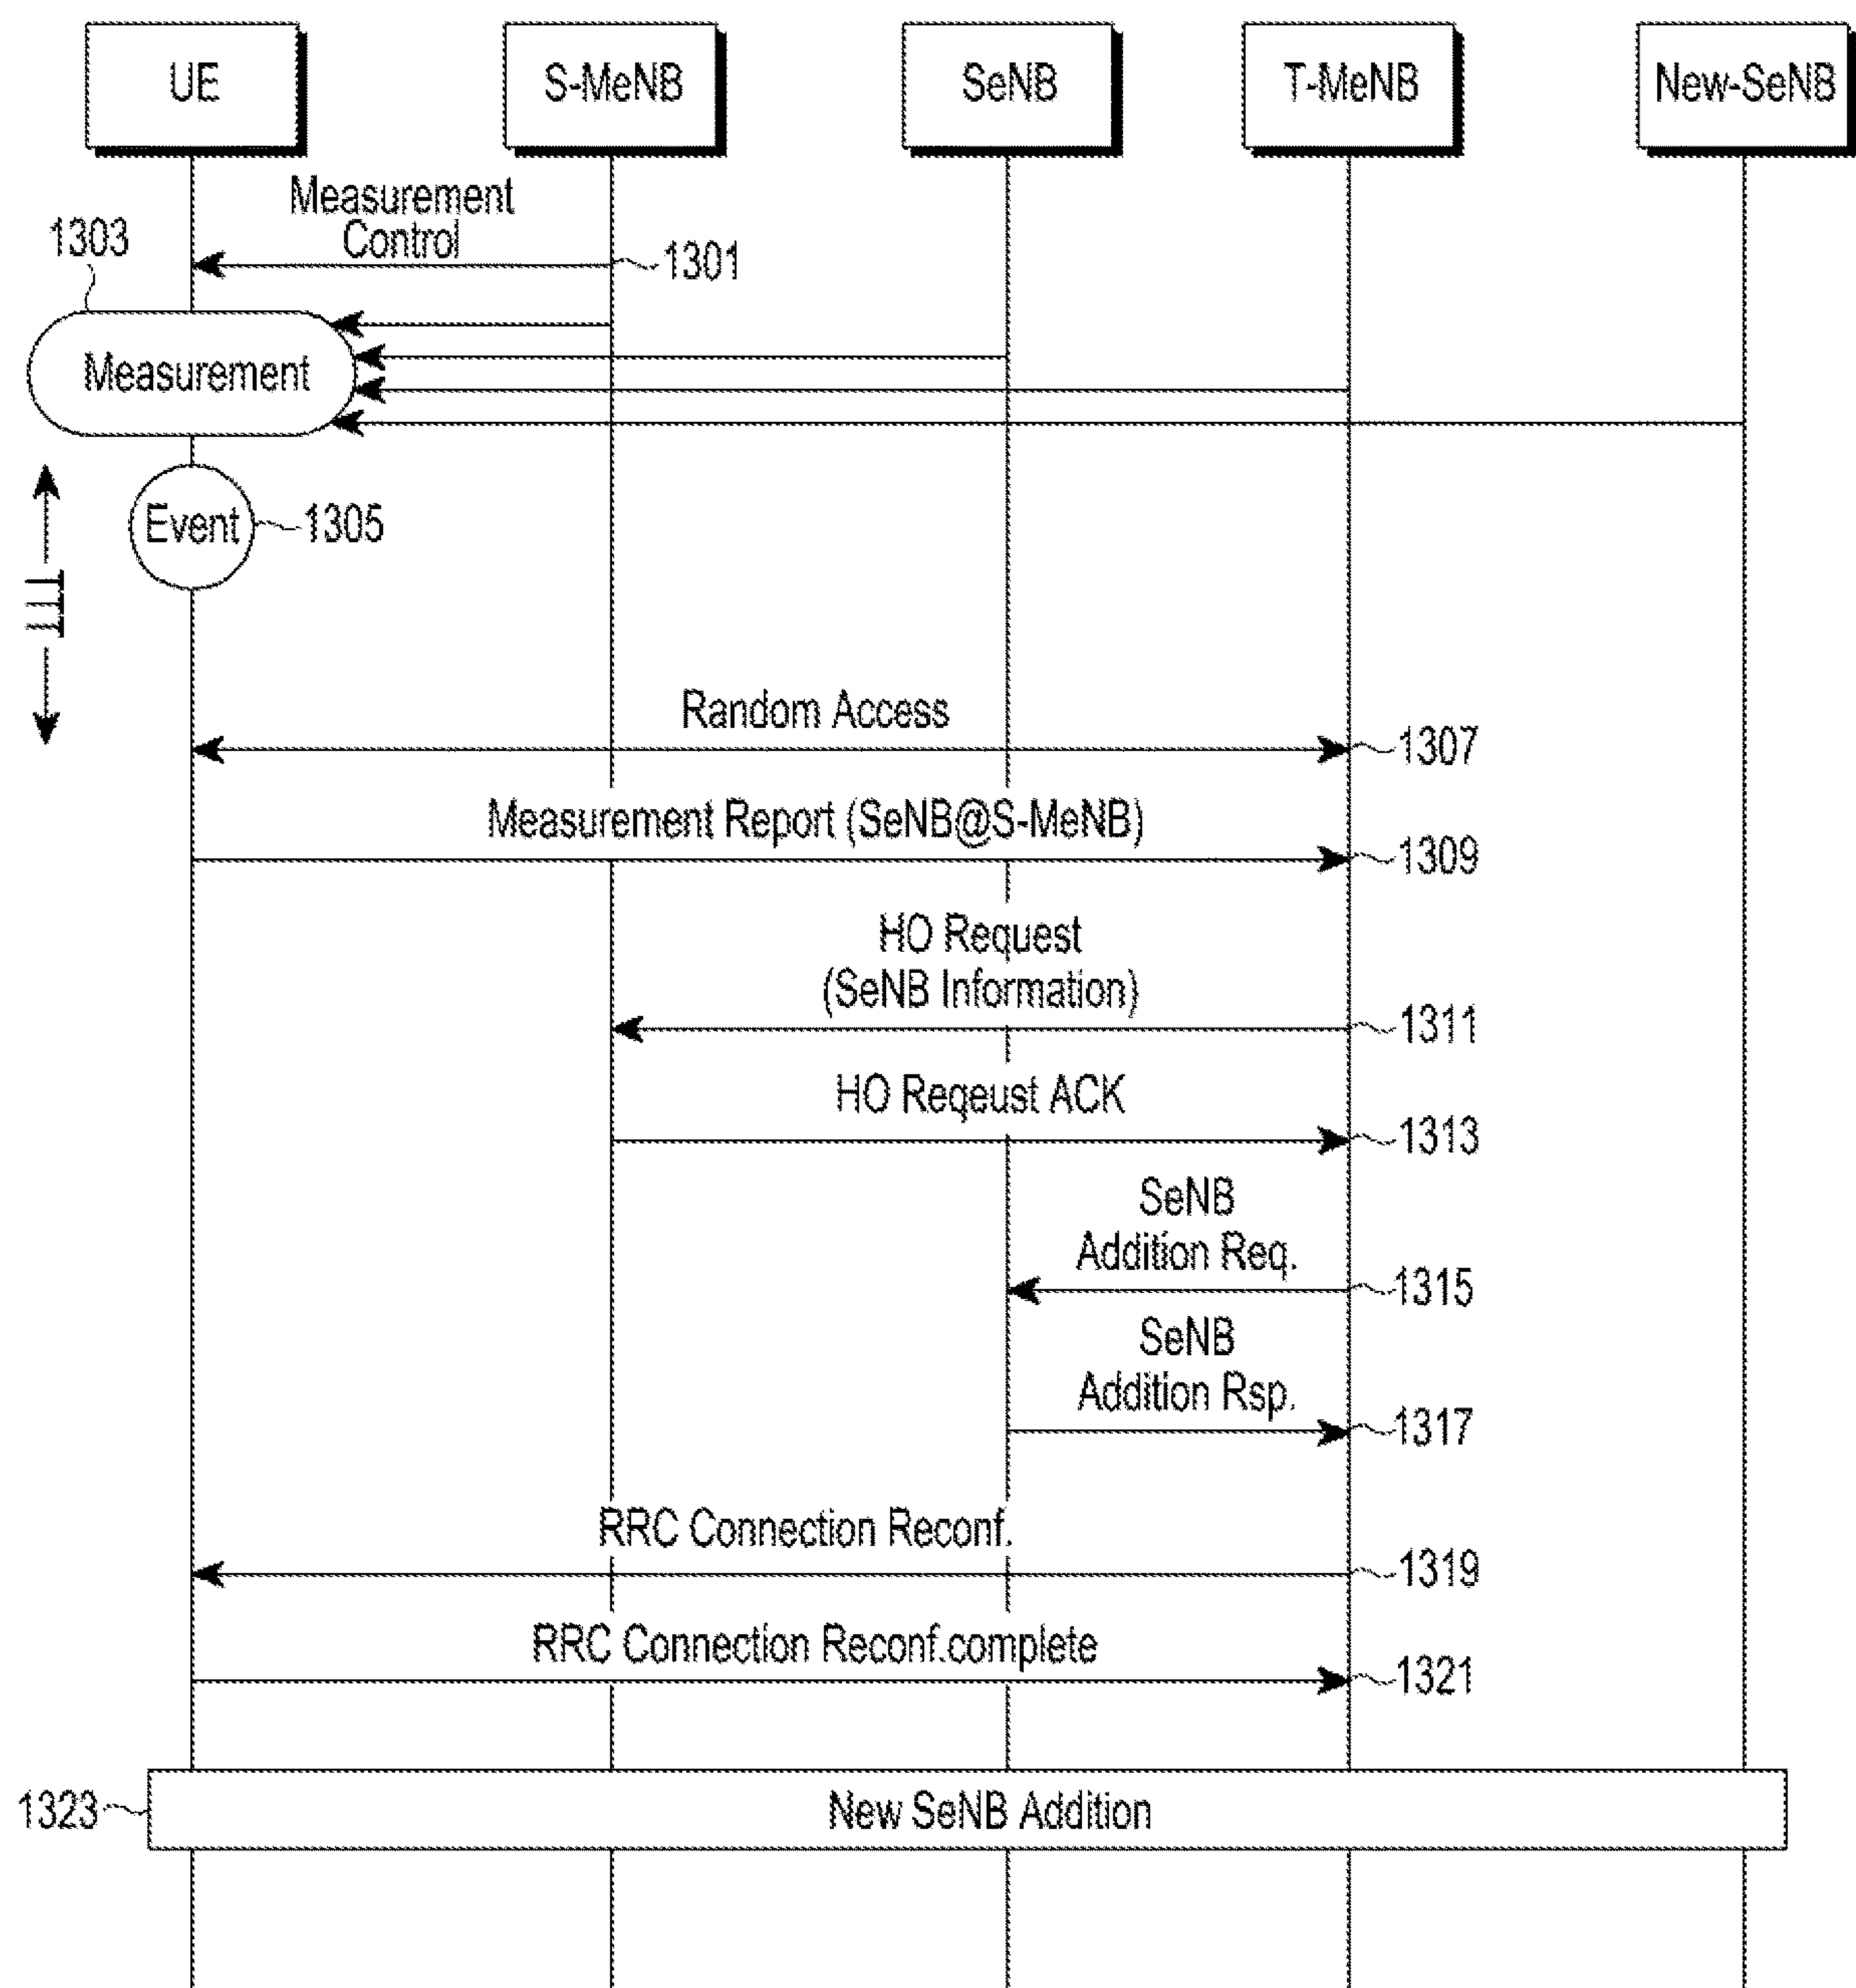 UE
S-MeNB
SeNB
T-MeNB
New-SeNB
Measurement
Control
1303
1301
Measurement
Event
1305
TTT
Random Access
1307
Measurement Report (SeNB@S-MeNB)
1309
HO Request
(SeNB Information)
1311
HO Reqeust ACK
1313
SeNB
Addition Req.
1315
SeNB
Addition Rsp.
1317
RRC Connection Reconf.
1319
RRC Connection Reconf.complete
1321
1323
New SeNB Addition